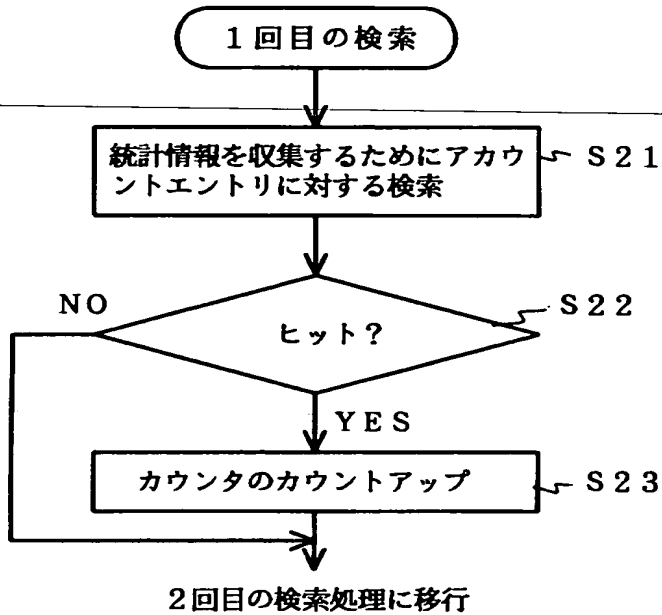 １回目の検索
統計情報を収集するためにアカウ
ントエントリに対する検索
Ｓ２１
ＮＯ
Ｓ２２
ヒット？
ＹＥＳ
カウンタのカウントアップ
Ｓ２３
２回目の検索処理に移行